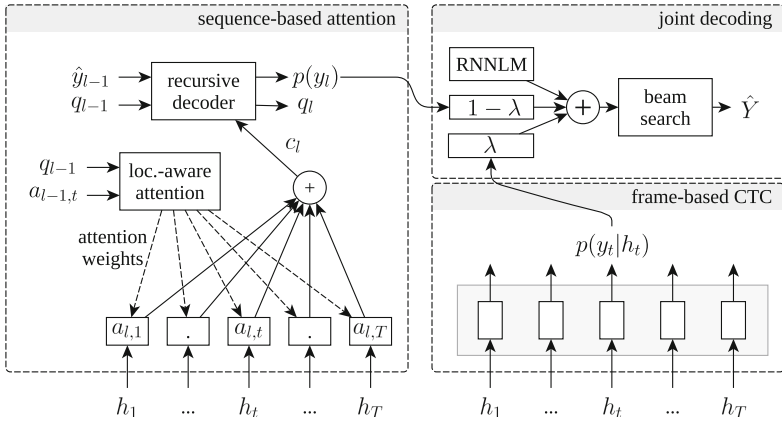 sequence-based attention
ŷ_{l−1}
q_{l−1}
recursive
decoder
p(y_l)
q_l
c_l
q_{l−1}
a_{l−1,t}
loc.-aware
attention
+
attention
weights
a_{l,1}
.
a_{l,t}
.
a_{l,T}
h_1
...
h_t
...
h_T
joint decoding
RNNLM
1 − λ
λ
+
beam
search
Ŷ
frame-based CTC
p(y_t|h_t)
h_1
...
h_t
...
h_T